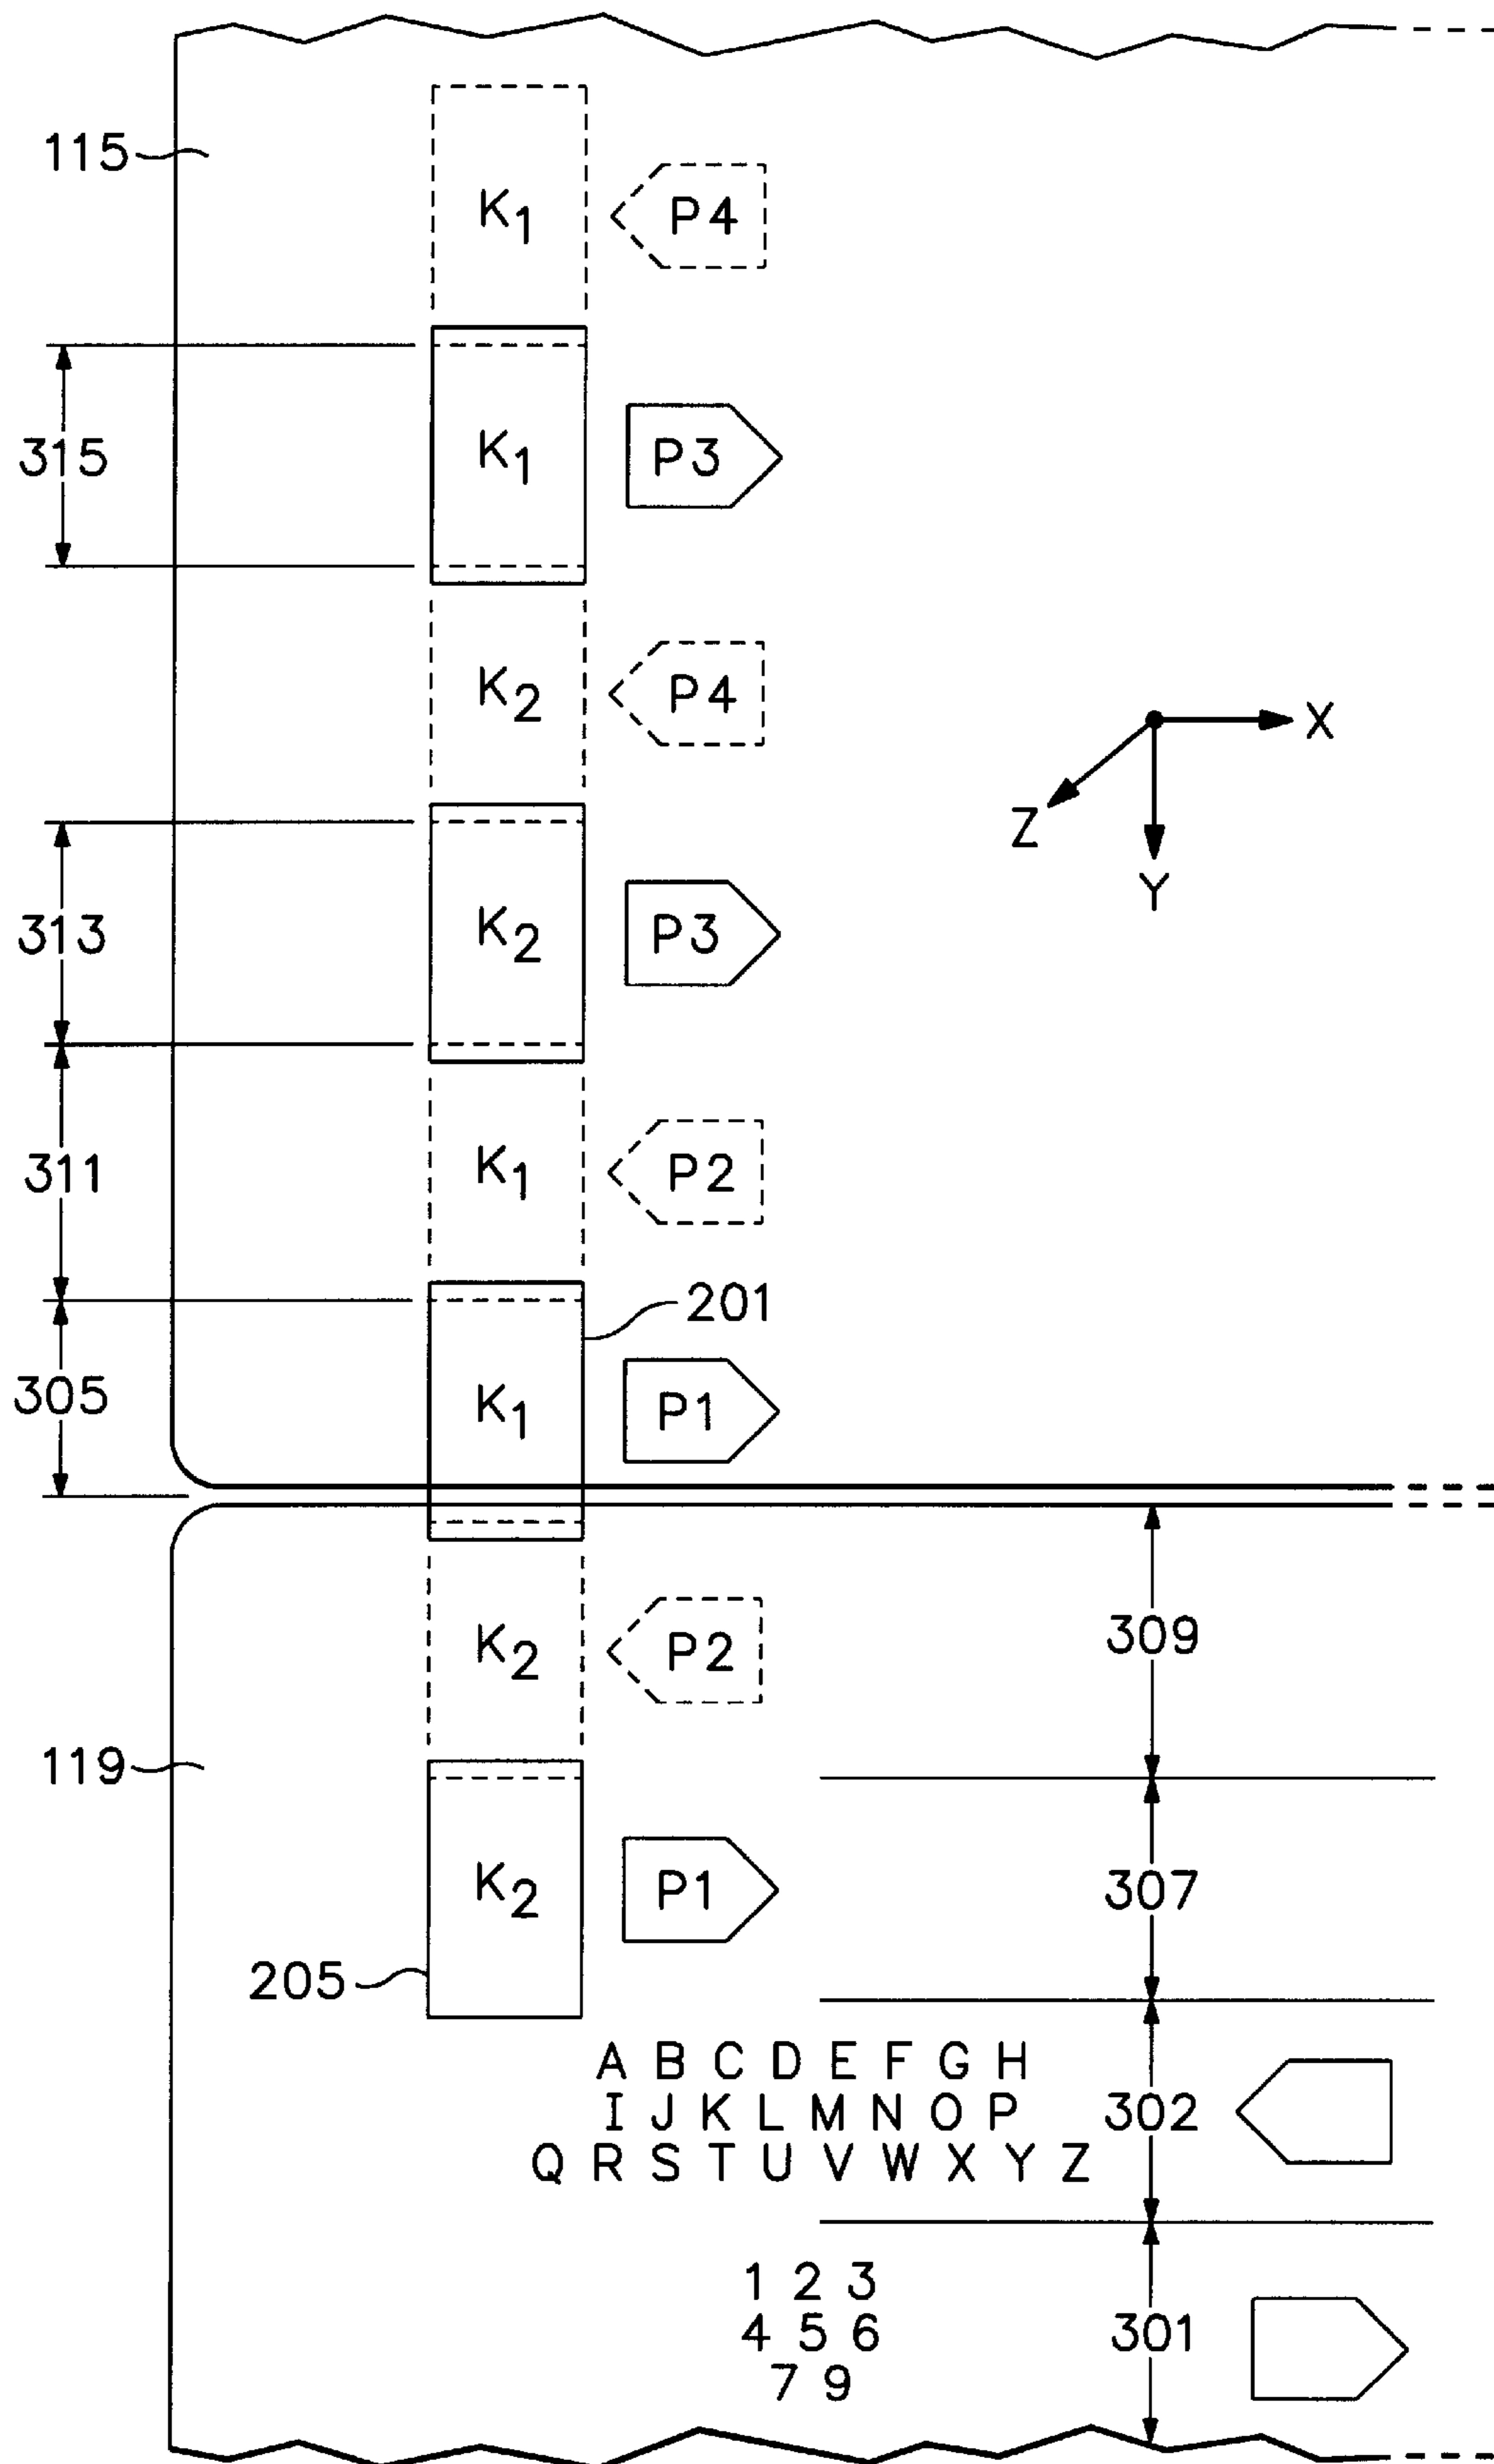 115
K1 P4
315
K1 P3
K2 P4
X
Z
Y
313
K2 P3
311
K1 P2
201
305
K1 P1
K2 P2
309
119
K2 P1
307
205
A B C D E F G H
I J K L M N O P
302
Q R S T U V W X Y Z
1 2 3
4 5 6
301
7 9